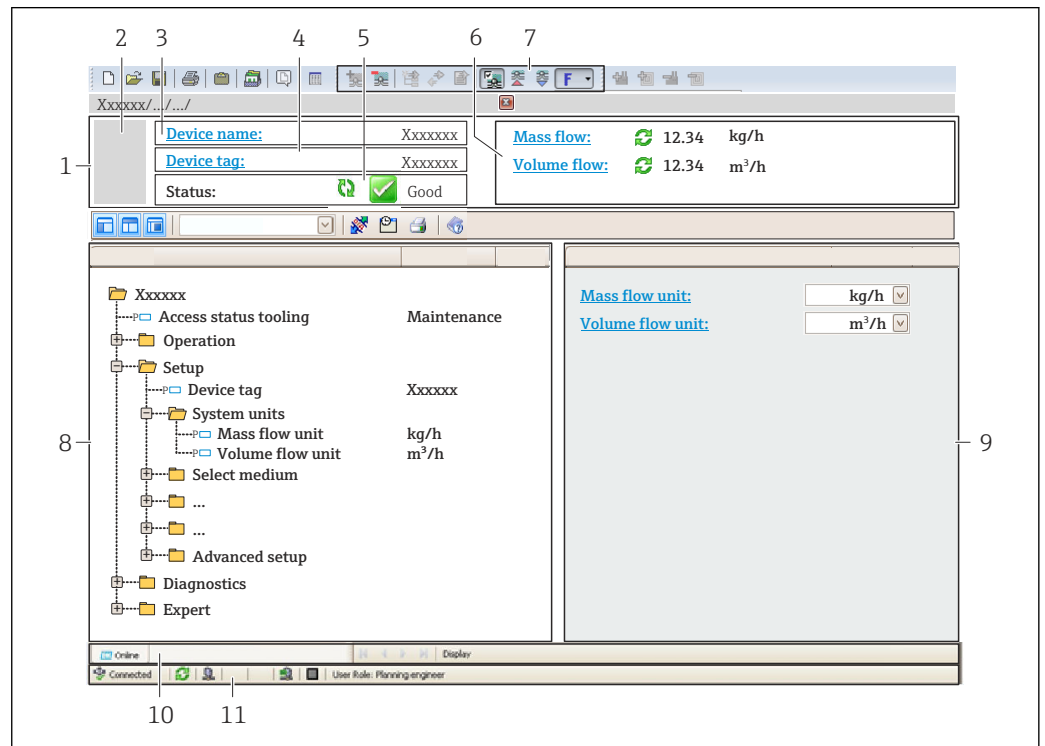 2 3 4 5 6 7
F
Xxxxxx/.../.../
1
Device name: Xxxxxxx
Device tag: Xxxxxxx
Status: Good
Mass flow: 12.34 kg/h
Volume flow: 12.34 m³/h
Xxxxxx
Access status tooling Maintenance
Operation
Setup
Device tag Xxxxxx
System units
Mass flow unit kg/h
Volume flow unit m³/h
Select medium
...
...
Advanced setup
Diagnostics
Expert
8
Mass flow unit: kg/h
Volume flow unit: m³/h
9
Online Display
Connected User Role: Planning engineer
10 11